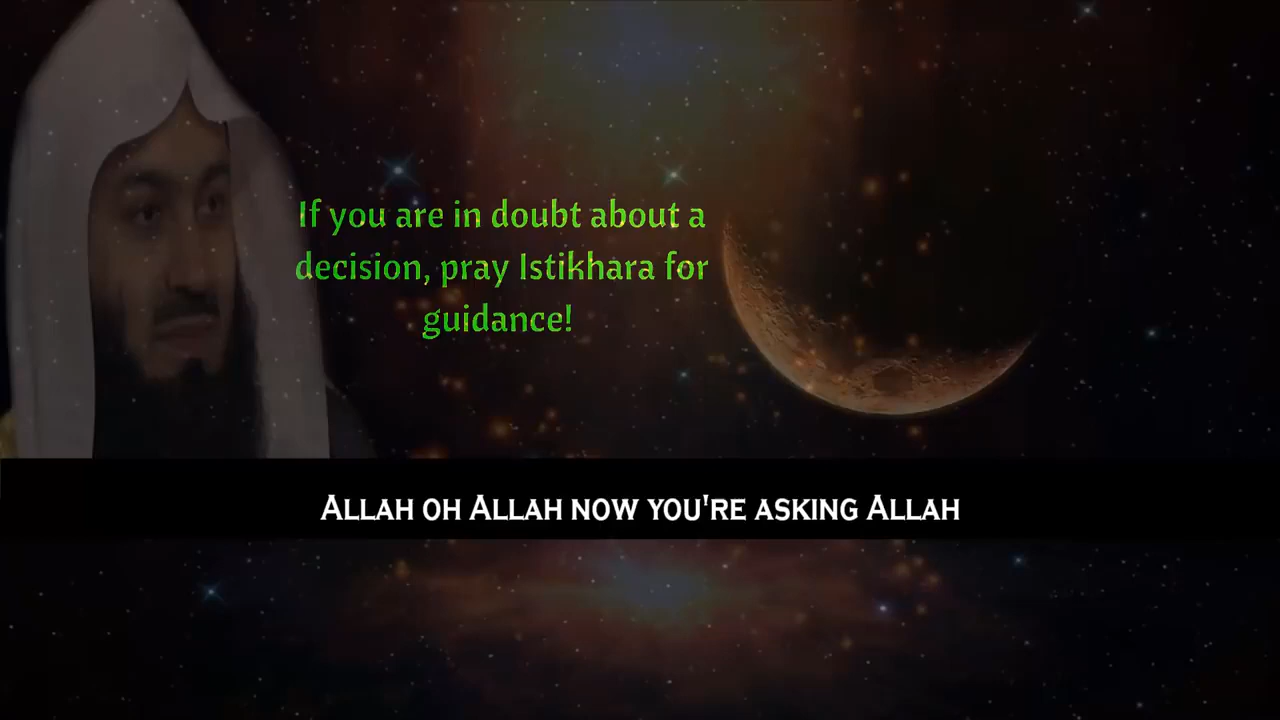 If you are in doubt about a
decision, pray Istikhara for
guidance!
Allah oh Allah now you're asking Allah